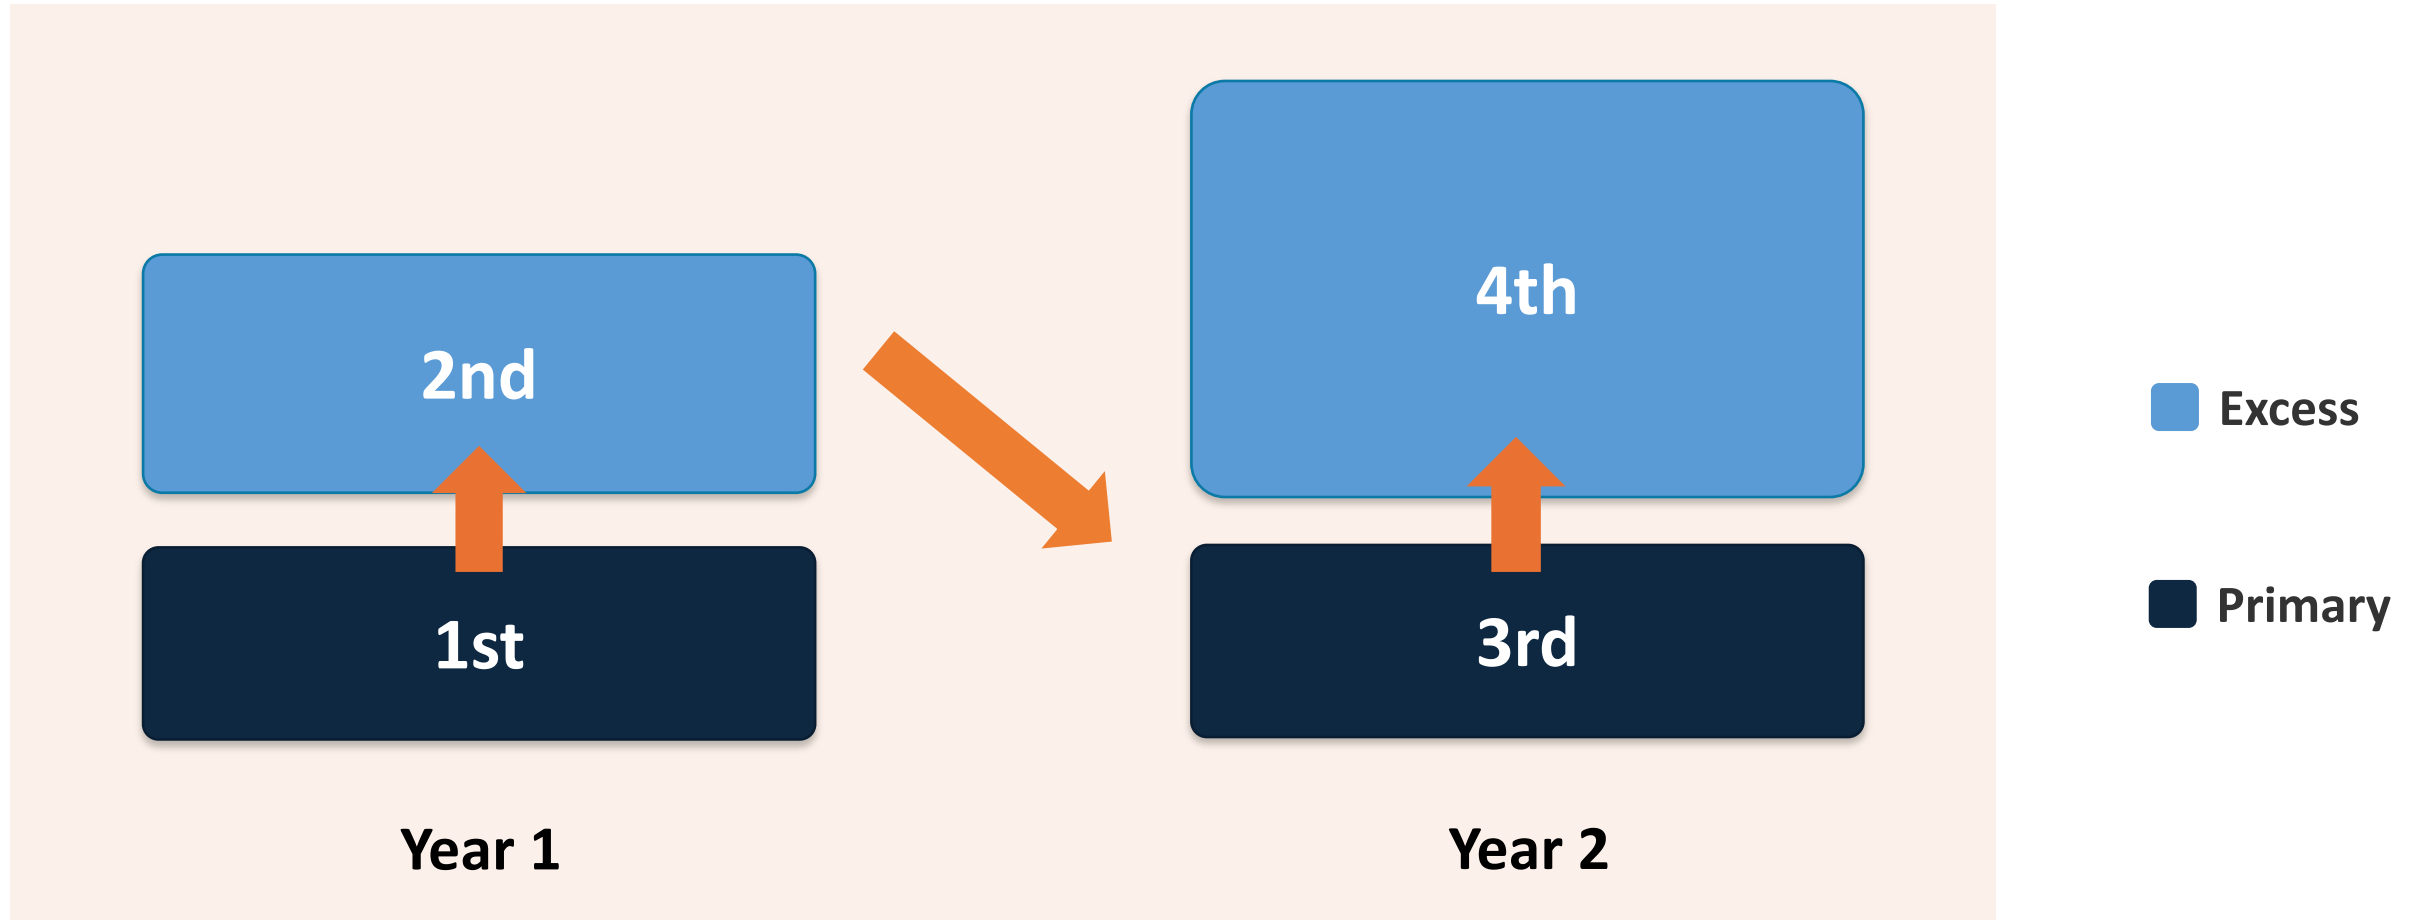 4th
2nd
1st
3rd
Year 1
Year 2
Excess
Primary